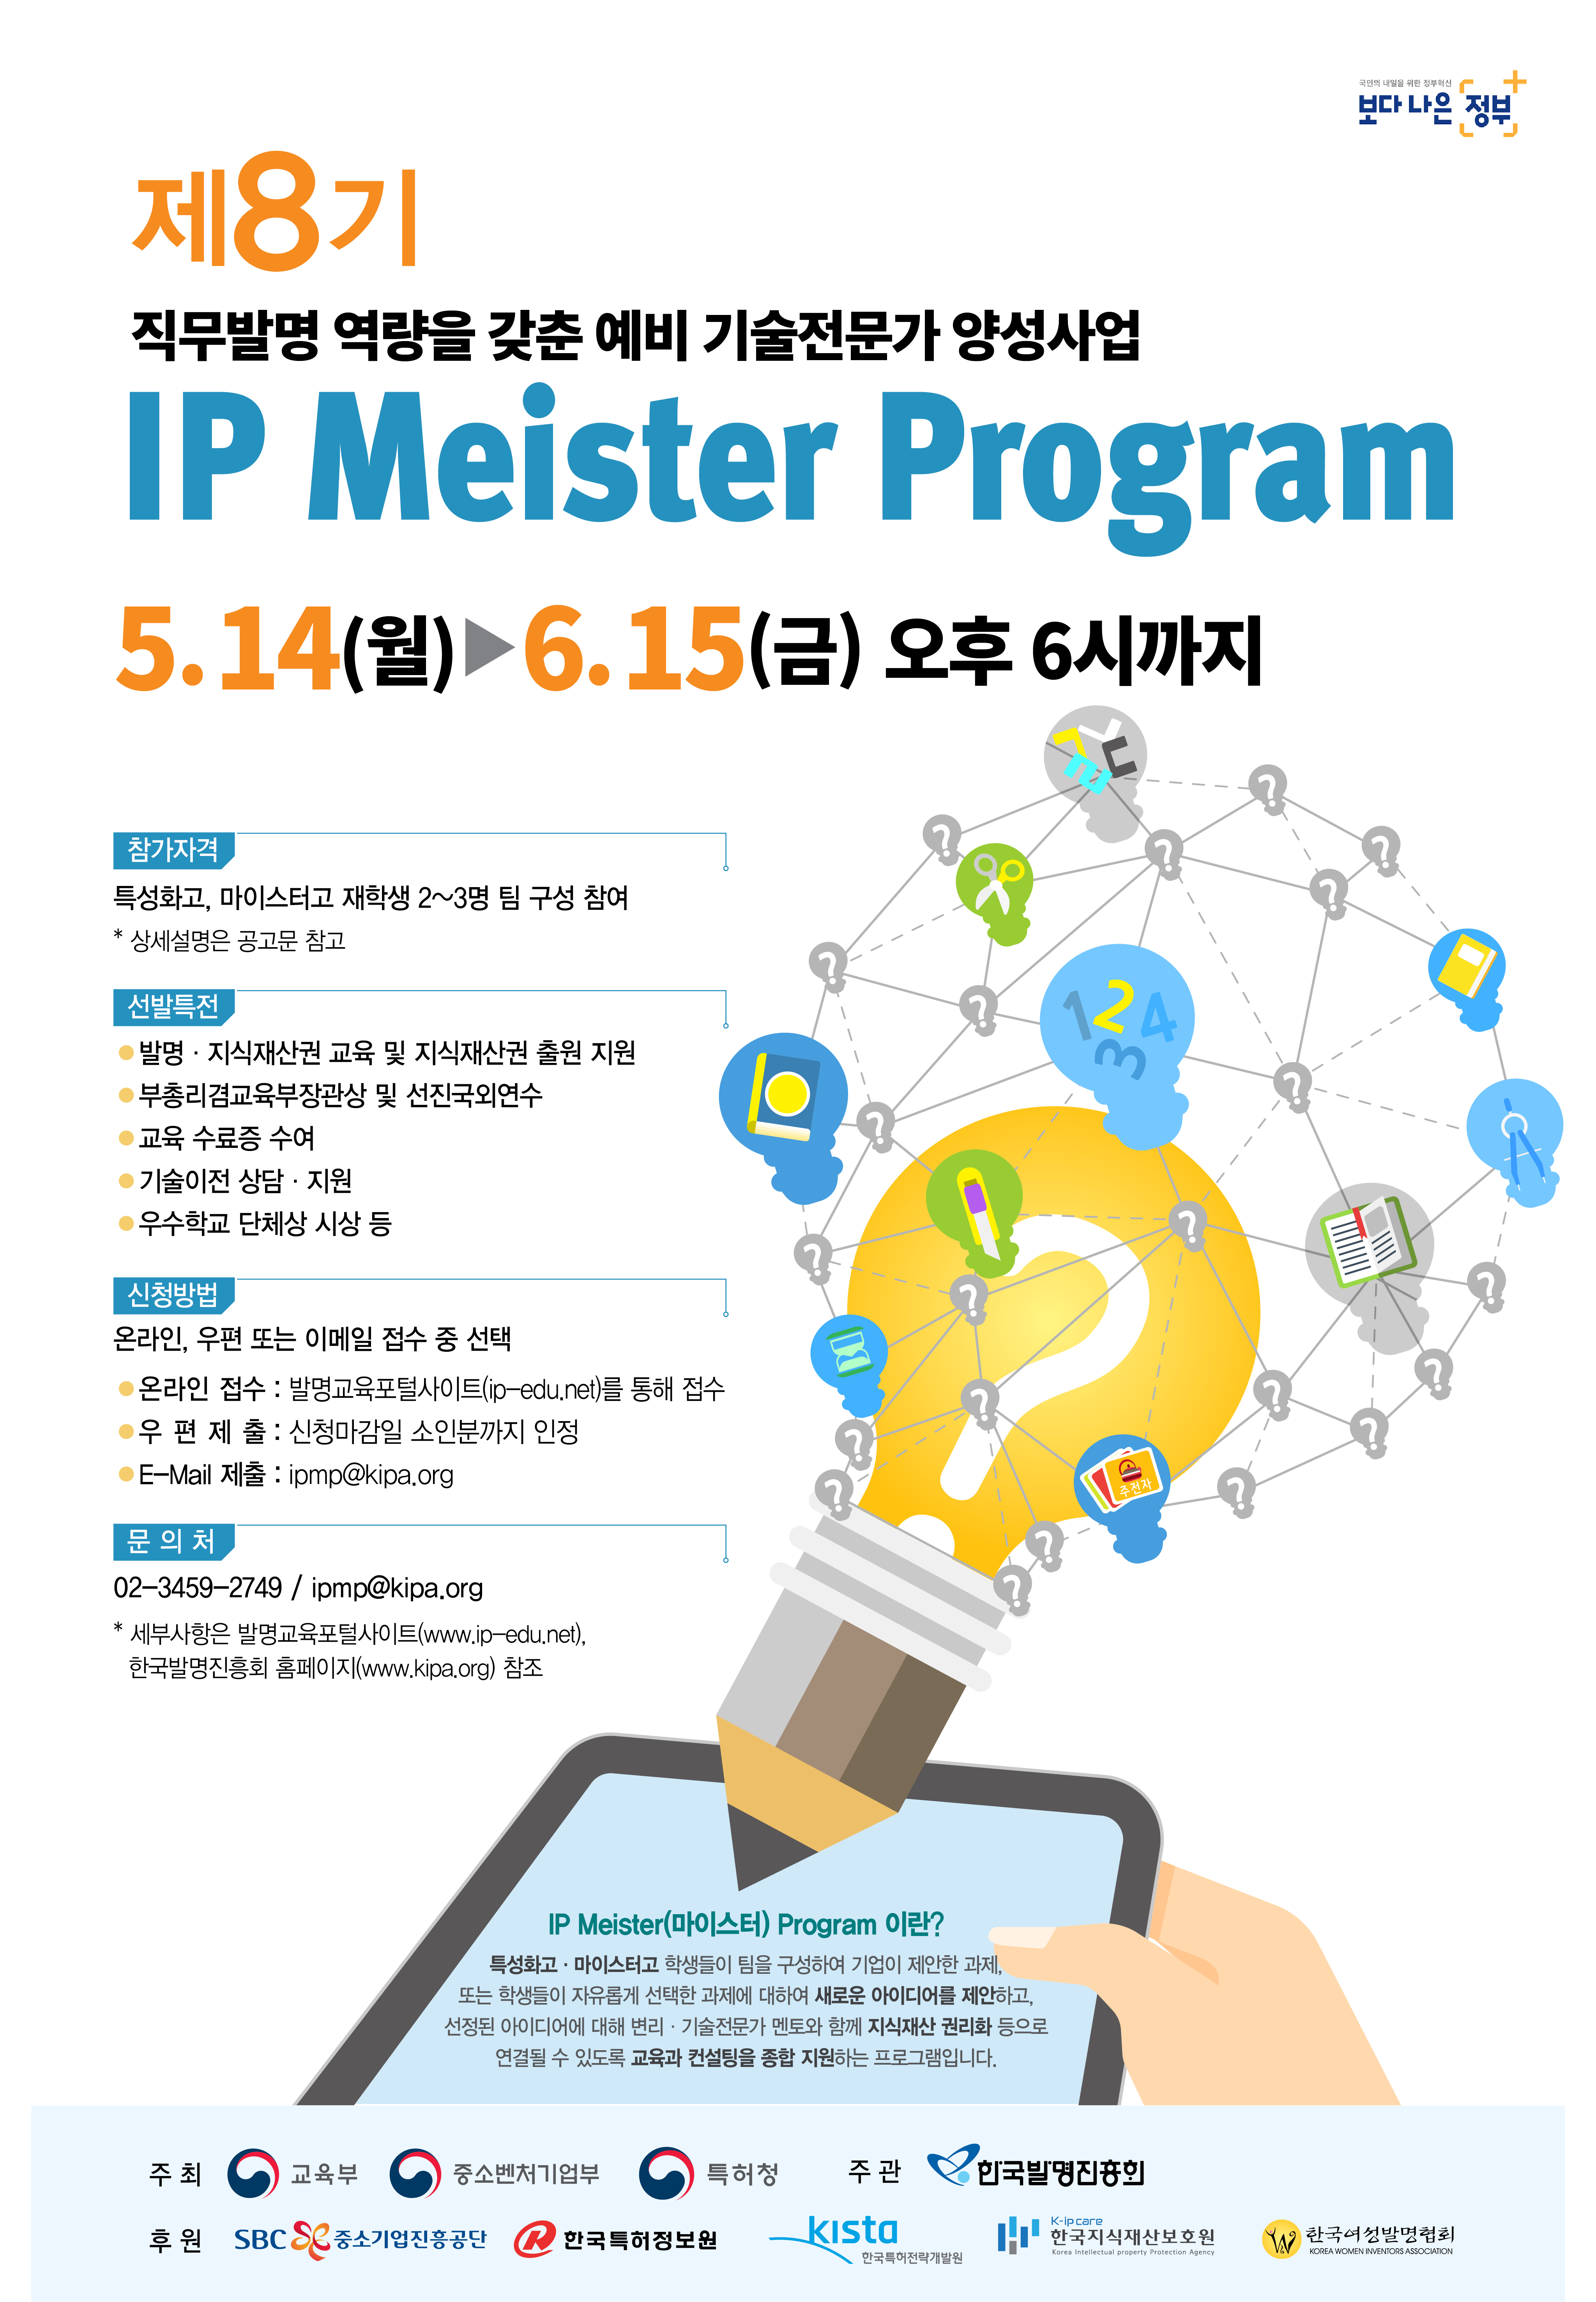 국민의 내일을 위한 정부혁신
보다 나은 정부
제8기
직무발명 역량을 갖춘 예비 기술전문가 양성사업
IP Meister Program
5.14(월)▶6.15(금) 오후 6시까지
참가자격
특성화고, 마이스터고 재학생 2~3명 팀 구성 참여
* 상세설명은 공고문 참고
선발특전
발명 · 지식재산권 교육 및 지식재산권 출원 지원
부총리겸교육부장관상 및 선진국외연수
교육 수료증 수여
기술이전 상담 · 지원
우수학교 단체상 시상 등
신청방법
온라인, 우편 또는 이메일 접수 중 선택
온라인 접수 : 발명교육포털사이트(ip-edu.net)를 통해 접수
우 편 제 출 : 신청마감일 소인분까지 인정
E-Mail 제출 : ipmp@kipa.org
문 의 처
02-3459-2749 / ipmp@kipa.org
* 세부사항은 발명교육포털사이트(www.ip-edu.net),
한국발명진흥회 홈페이지(www.kipa.org) 참조
ㄱ ㄴ ㄷ ㄹ
1 2 3 4
주전자
IP Meister(마이스터) Program 이란?
특성화고 · 마이스터고 학생들이 팀을 구성하여 기업이 제안한 과제,
또는 학생들이 자유롭게 선택한 과제에 대하여 새로운 아이디어를 제안하고,
선정된 아이디어에 대해 변리 · 기술전문가 멘토와 함께 지식재산 권리화 등으로
연결될 수 있도록 교육과 컨설팅을 종합 지원하는 프로그램입니다.
주 최 교육부 중소벤처기업부 특허청 주 관 한국발명진흥회
후 원 SBC 중소기업진흥공단 한국특허정보원 kista 한국특허전략개발원 K-ip care 한국지식재산보호원 Korea Intellectual property Protection Agency 한국여성발명협회 KOREA WOMEN INVENTORS ASSOCIATION